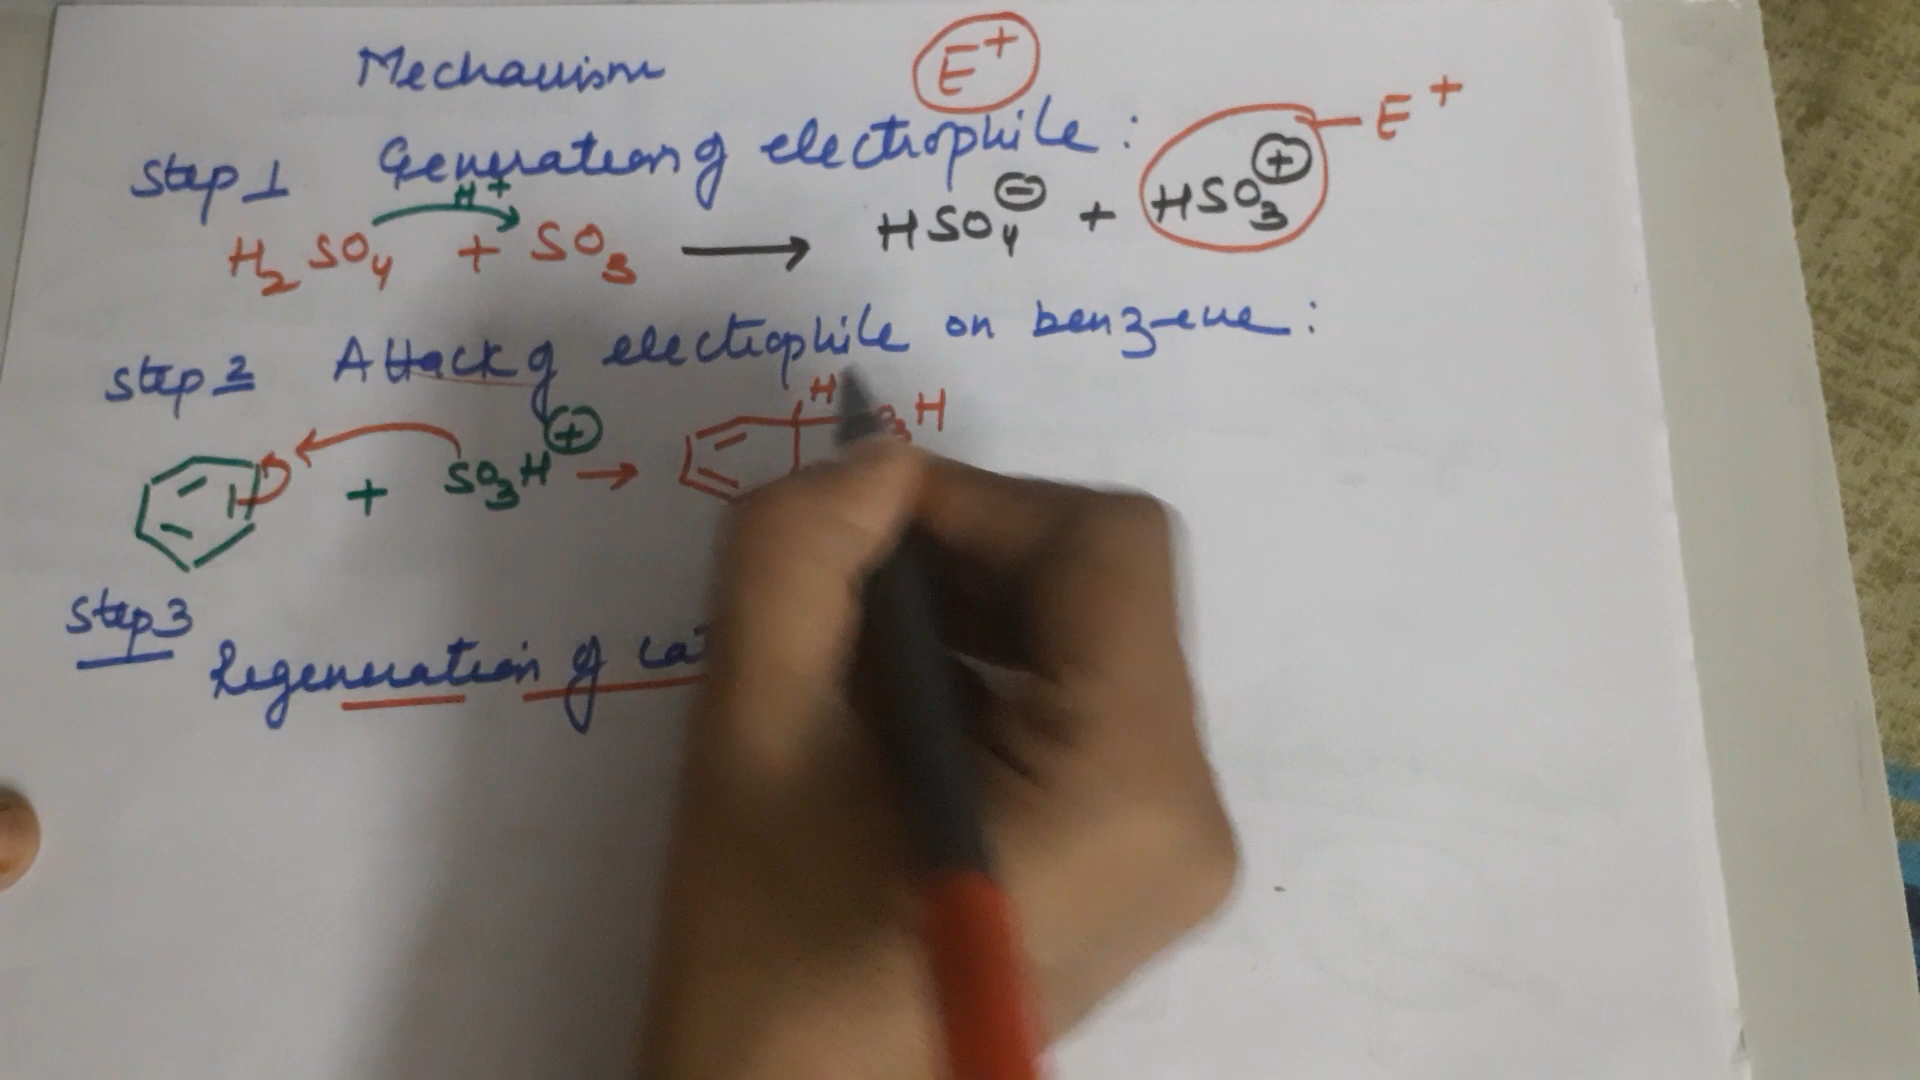 Mechanism E⁺
Step 1 Generation of electrophile : E⁺
H⁺
H₂SO₄ + SO₃ → HSO₄⊖ + HSO₃⊕
Step 2 Attack of electrophile on benzene :
+ SO₃H⊕ → H H
Step 3
Regeneration of